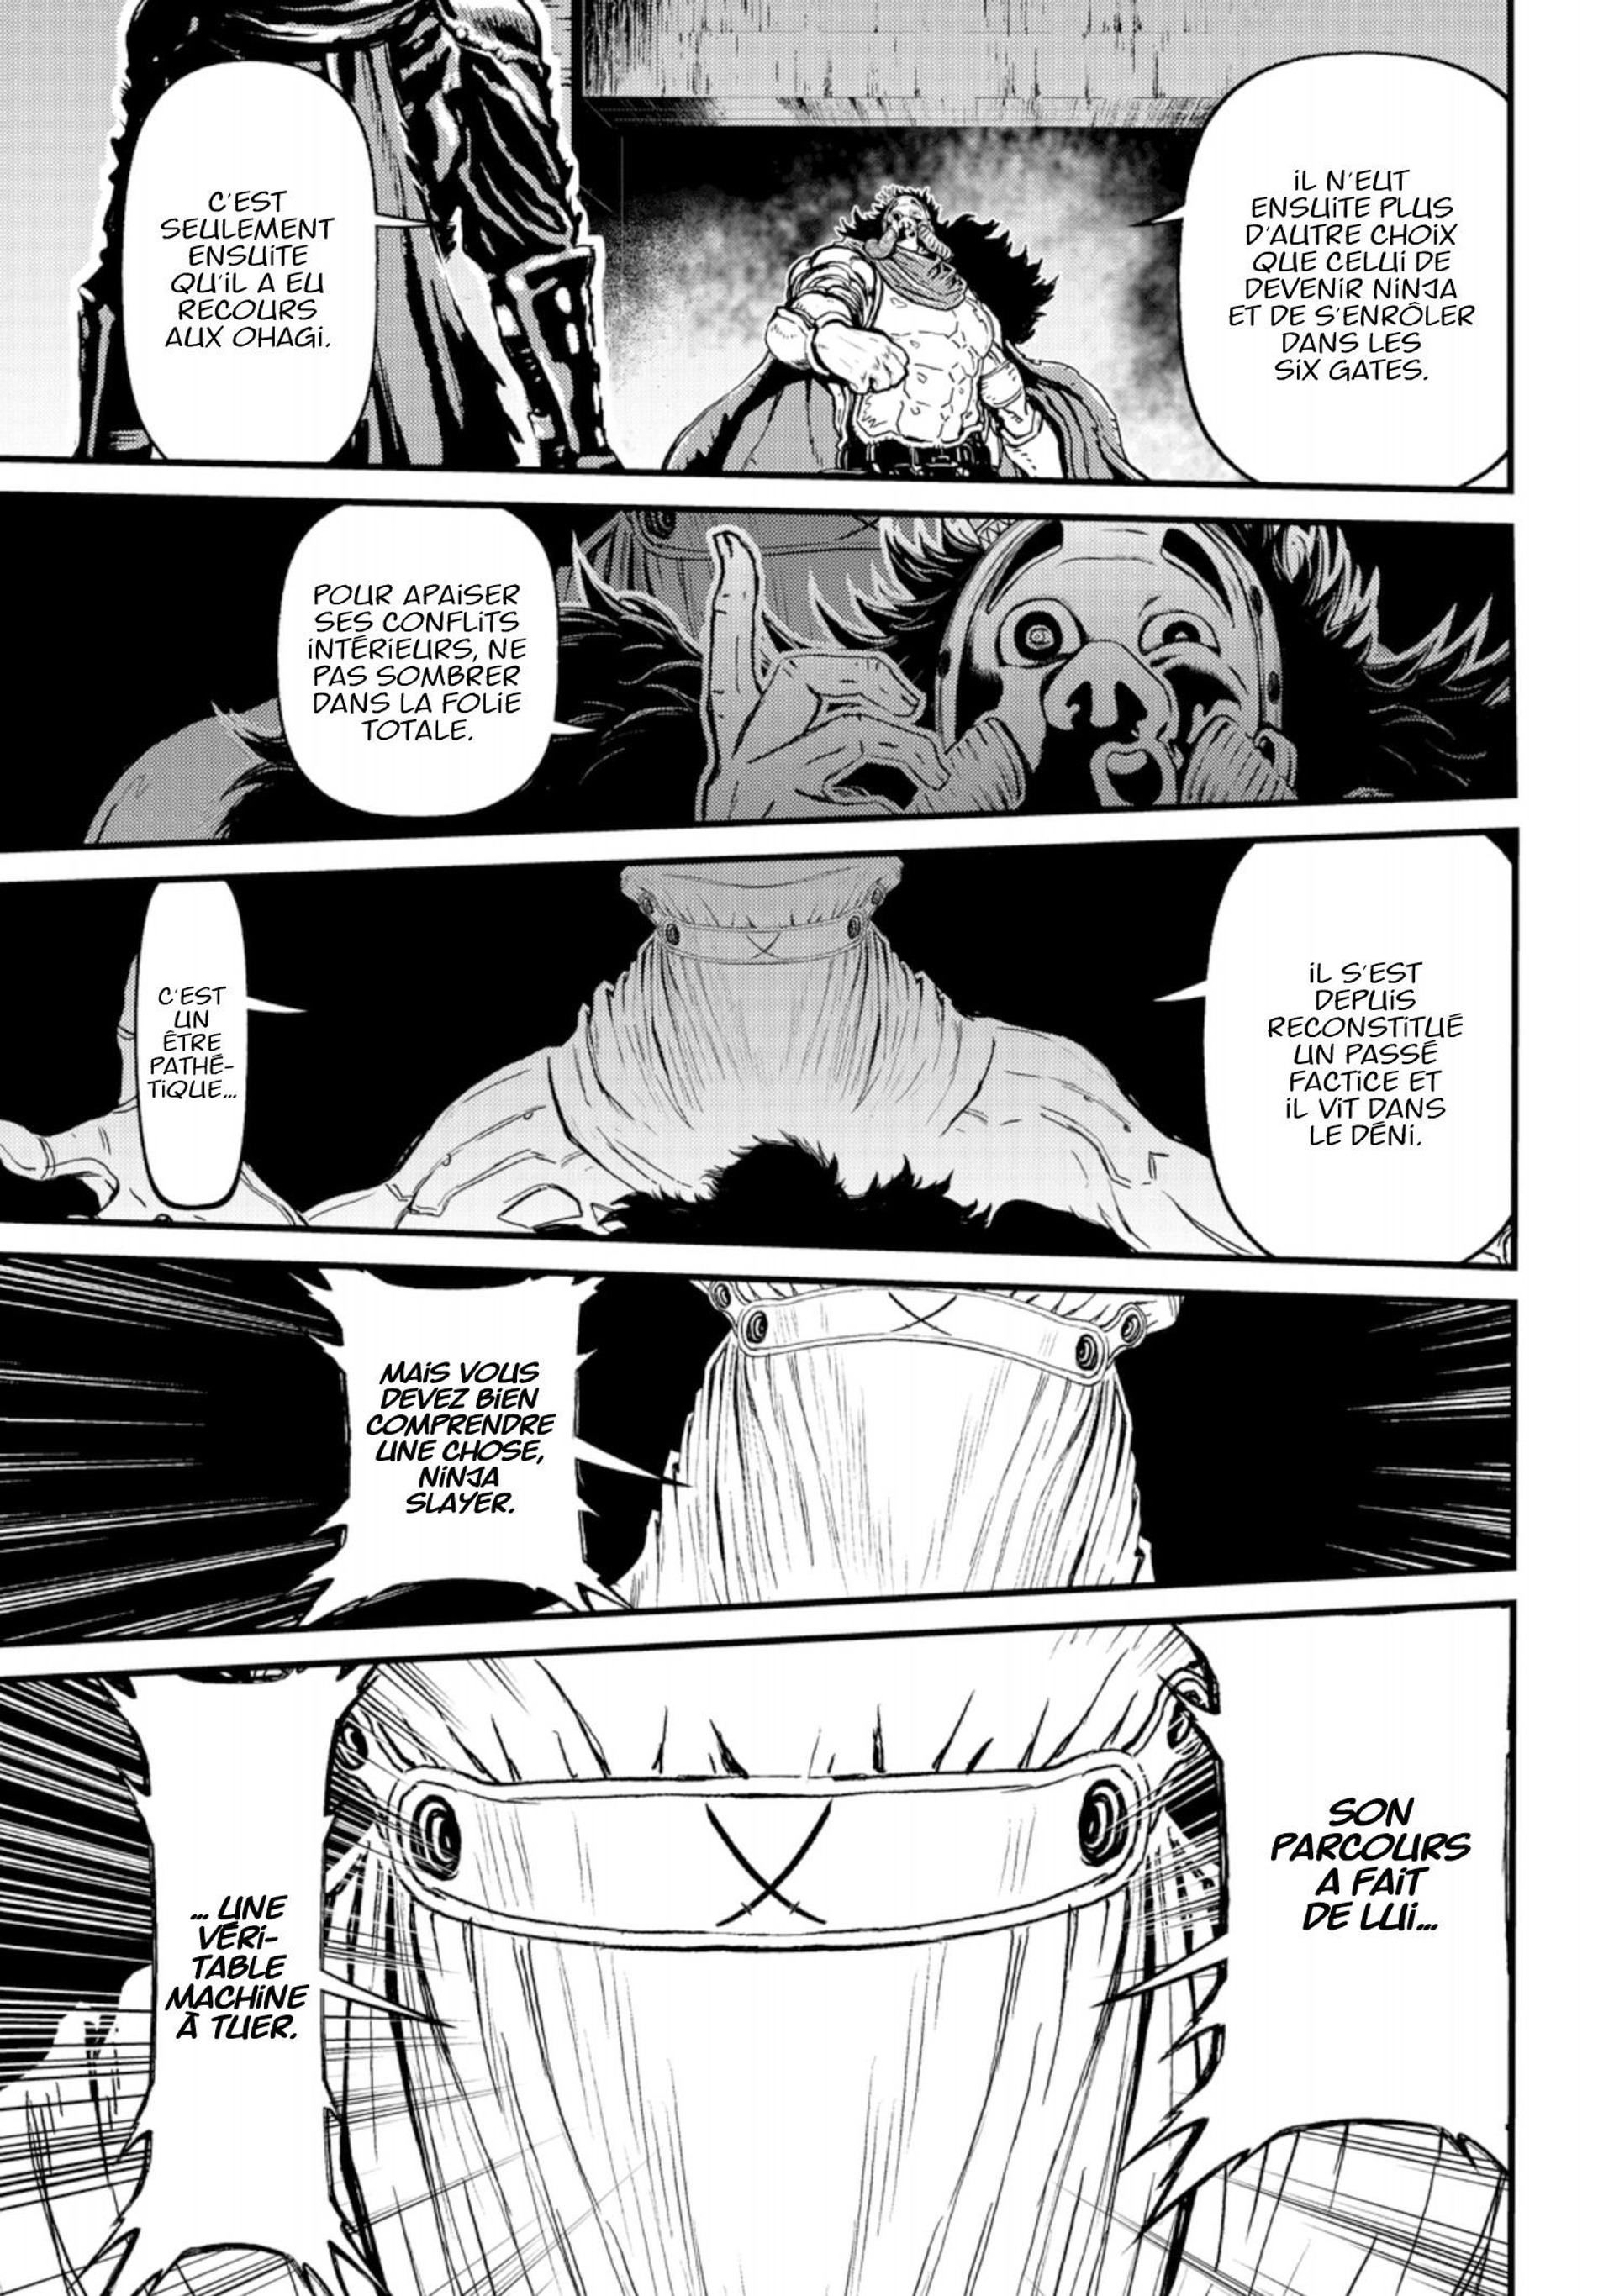 IL N'EUT
ENSUITE PLUS
D'AUTRE CHOIX
QUE CELUI DE
DEVENIR NINJA
ET DE S'ENRÔLER
DANS LES
SIX GATES.
C'EST
SEULEMENT
ENSUITE
QU'IL A EU
RECOURS
AUX OHAGI.
POUR APAISER
SES CONFLITS
INTÉRIEURS, NE
PAS SOMBRER
DANS LA FOLIE
TOTALE.
IL S'EST
DEPUIS
RECONSTITUÉ
UN PASSÉ
FACTICE ET
IL VIT DANS
LE DÉNI.
C'EST
UN
ÊTRE
PATHÉ-
TIQUE...
MAIS VOUS
DEVEZ BIEN
COMPRENDRE
UNE CHOSE,
NINJA
SLAYER.
SON
PARCOURS
A FAIT
DE LUI...
... UNE
VÉRI-
TABLE
MACHINE
À TUER.